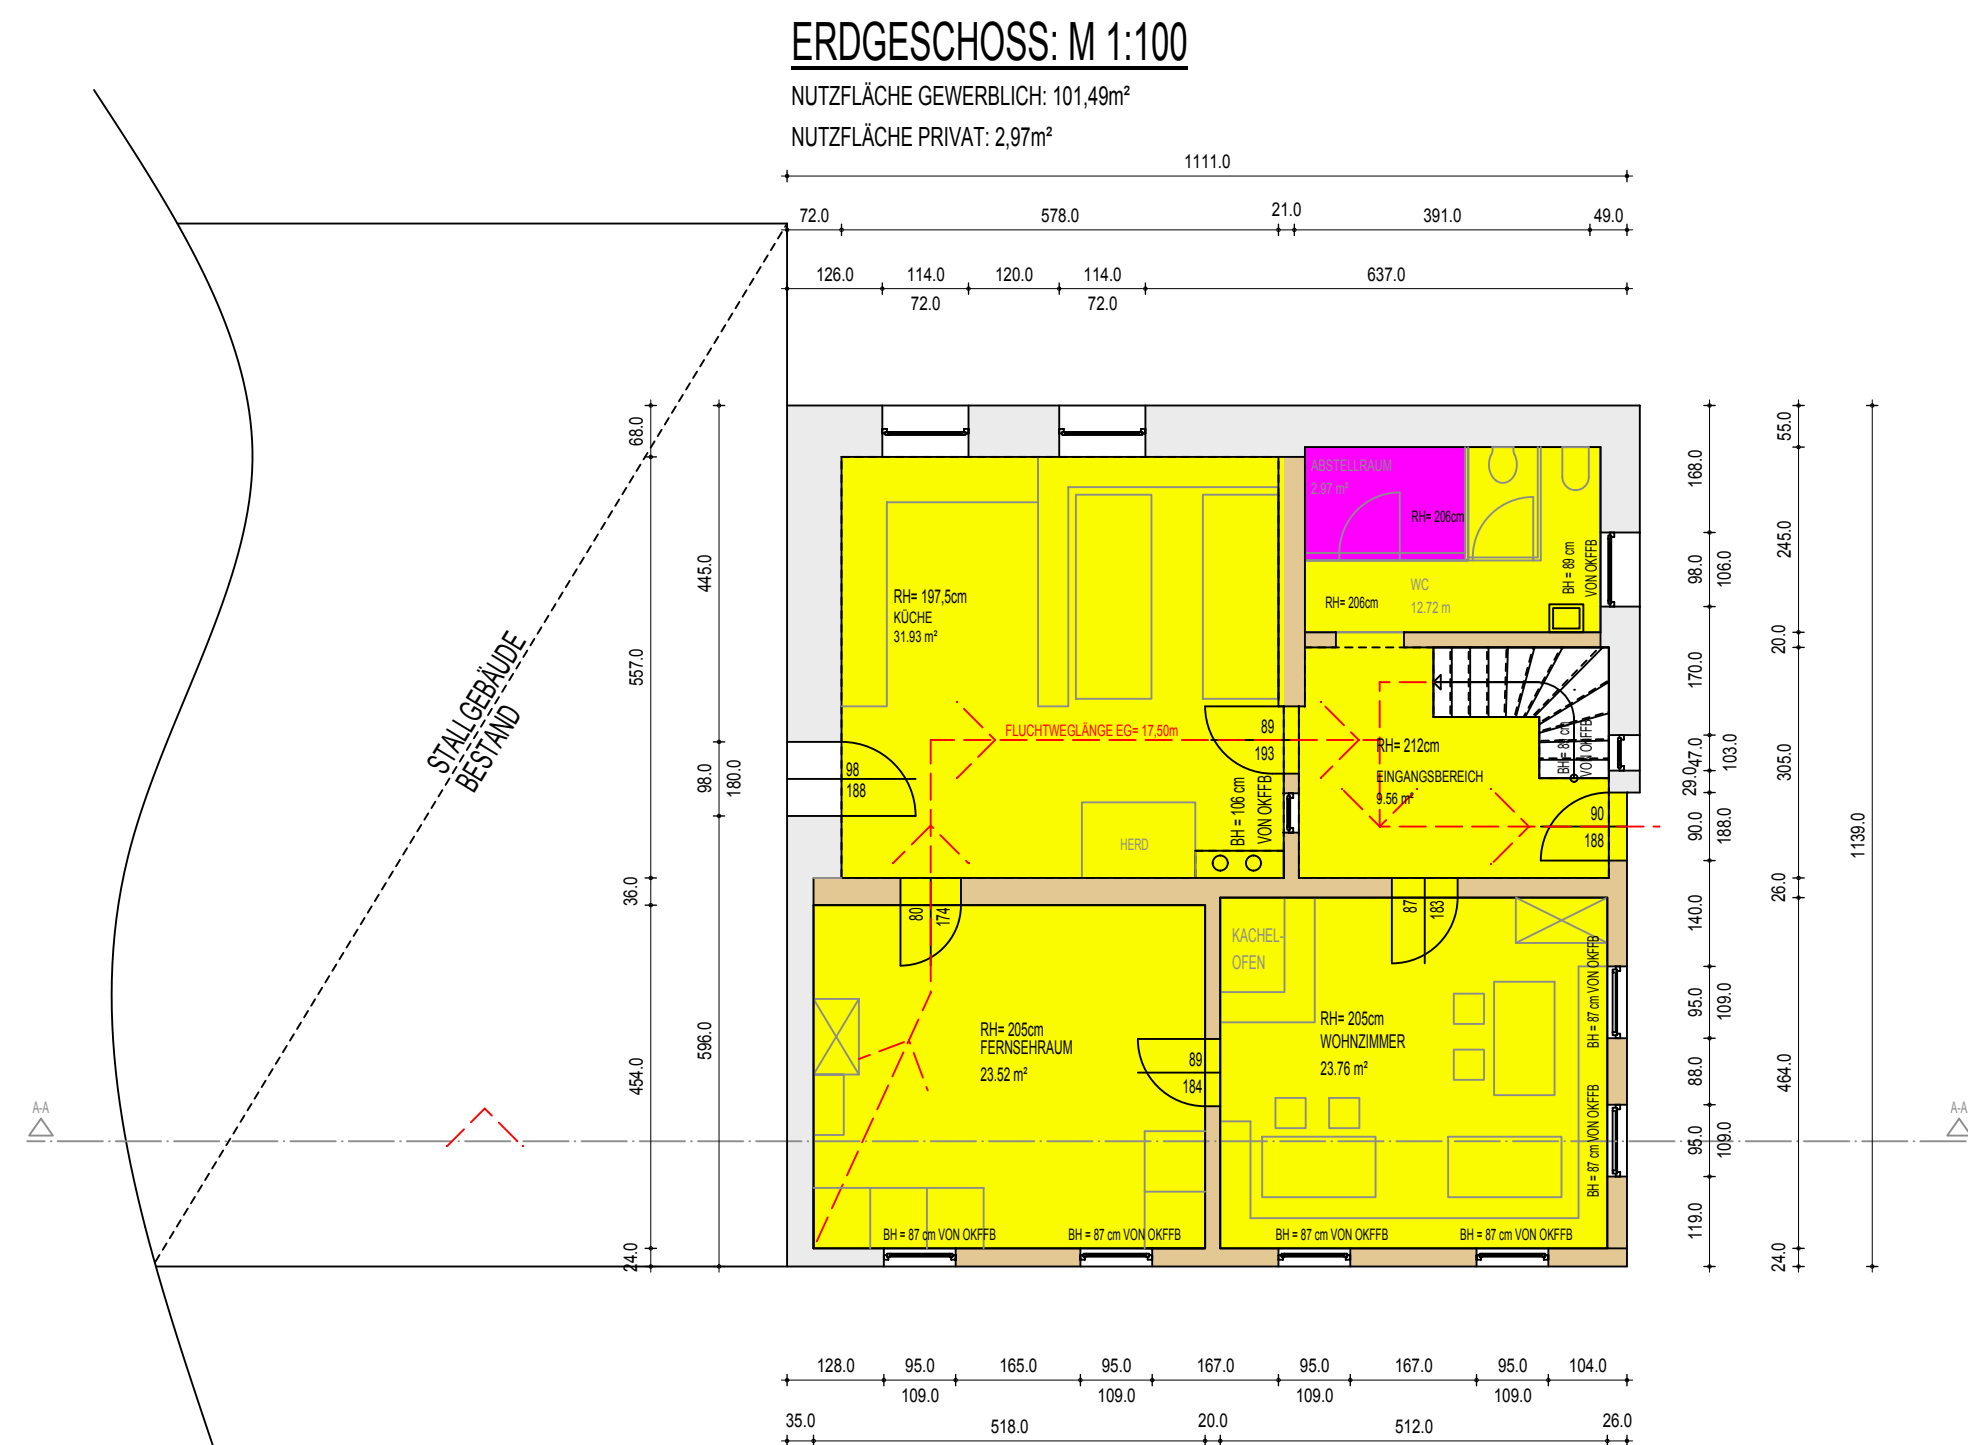 ERDGESCHOSS: M 1:100
NUTZFLÄCHE GEWERBLICH: 101,49m²
NUTZFLÄCHE PRIVAT: 2,97m²
1111.0
72.0 578.0 21.0 391.0 49.0
126.0 114.0 120.0 114.0 637.0
72.0 72.0
68.0
557.0
36.0
454.0
24.0
445.0
98.0
180.0
596.0
STALLGEBÄUDE
BESTAND
ABSTELLRAUM
2.97 m²
RH= 206cm
WC
12.72 m
RH= 206cm
BH = 89 cm
VON OKFFB
RH= 197,5cm
KÜCHE
31.93 m²
FLUCHTWEGLÄNGE EG= 17,50m
98
188
89
193
BH = 106 cm
VON OKFFB
HERD
RH= 212cm
EINGANGSBEREICH
9.56 m²
BH = 89 cm
VON OKFFB
90
188
80
174
87
183
KACHEL-
OFEN
RH= 205cm
FERNSEHRAUM
23.52 m²
89
184
RH= 205cm
WOHNZIMMER
23.76 m²
BH = 87 cm VON OKFFB
BH = 87 cm VON OKFFB
BH = 87 cm VON OKFFB
BH = 87 cm VON OKFFB
BH = 87 cm VON OKFFB
BH = 87 cm VON OKFFB
A-A
A-A
168.0
98.0
106.0
170.0
47.0
103.0
29.0
90.0
188.0
140.0
95.0
109.0
88.0
95.0
109.0
119.0
55.0
245.0
20.0
305.0
26.0
464.0
24.0
1139.0
128.0 95.0 165.0 95.0 167.0 95.0 167.0 95.0 104.0
109.0 109.0 109.0 109.0
35.0 518.0 20.0 512.0 26.0